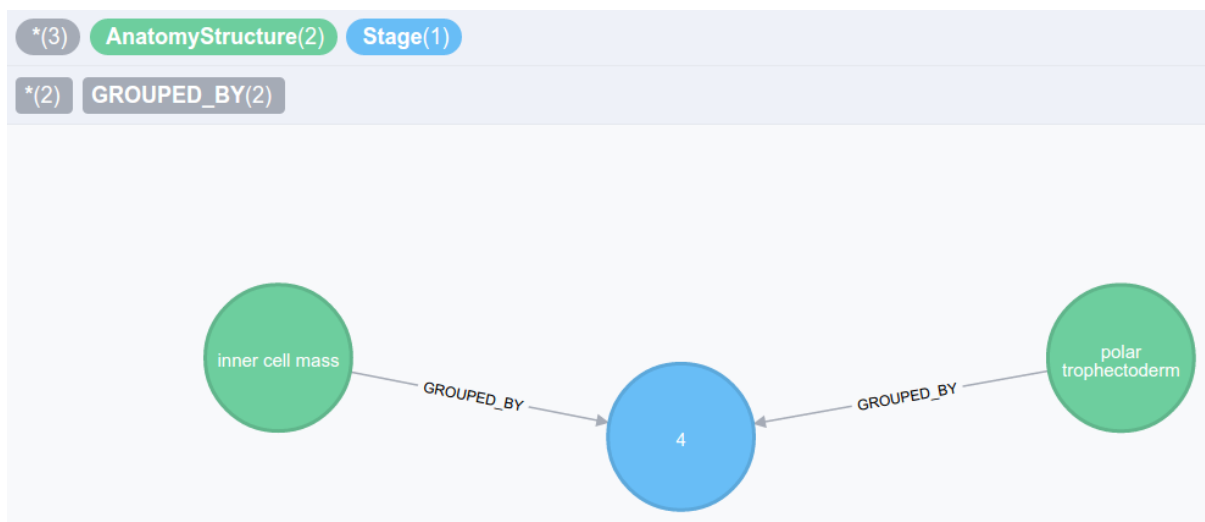 *(3) AnatomyStructure(2) Stage(1)
*(2) GROUPED_BY(2)
inner cell mass
GROUPED_BY
4
GROUPED_BY
polar
trophectoderm